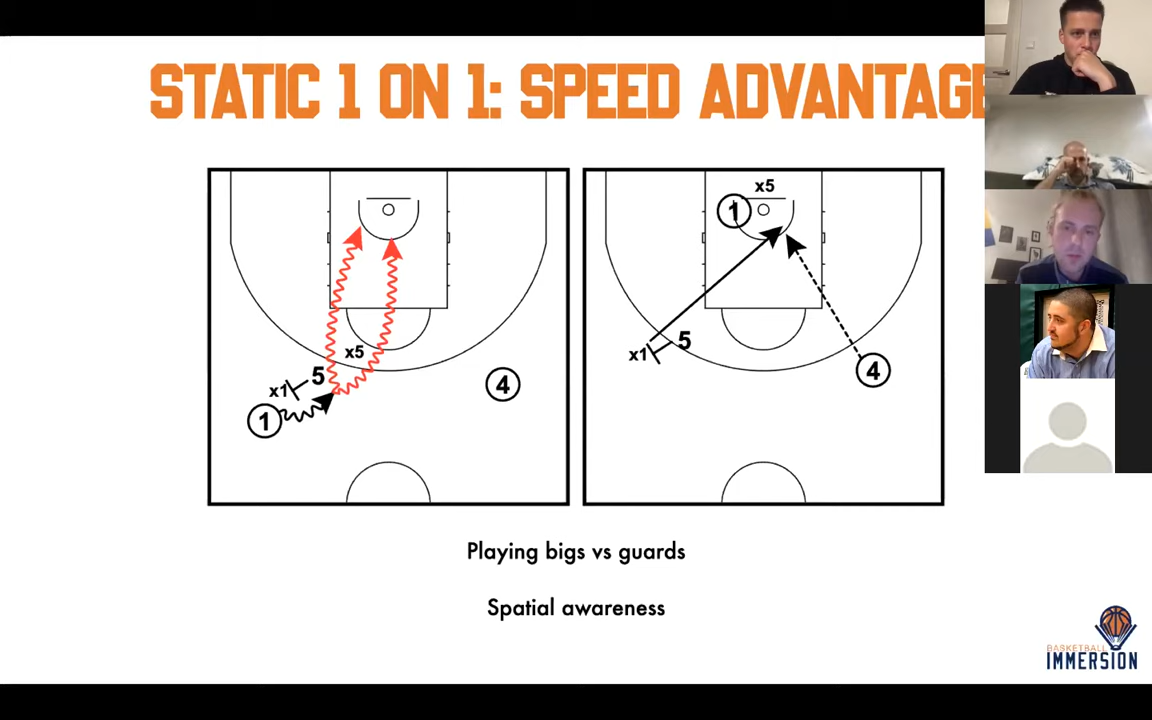 STATIC 1 ON 1: SPEED ADVANTAGE
x5
1
5
x5
x1
1
4
5
x1
4
Playing bigs vs guards
Spatial awareness
BASKETBALL
IMMERSION